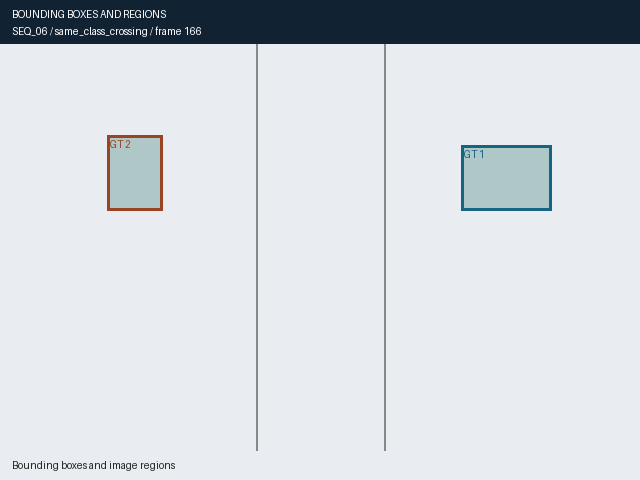 BOUNDING BOXES AND REGIONS
SEQ_06 / same_class_crossing / frame 166
GT2
GT1
Bounding boxes and image regions